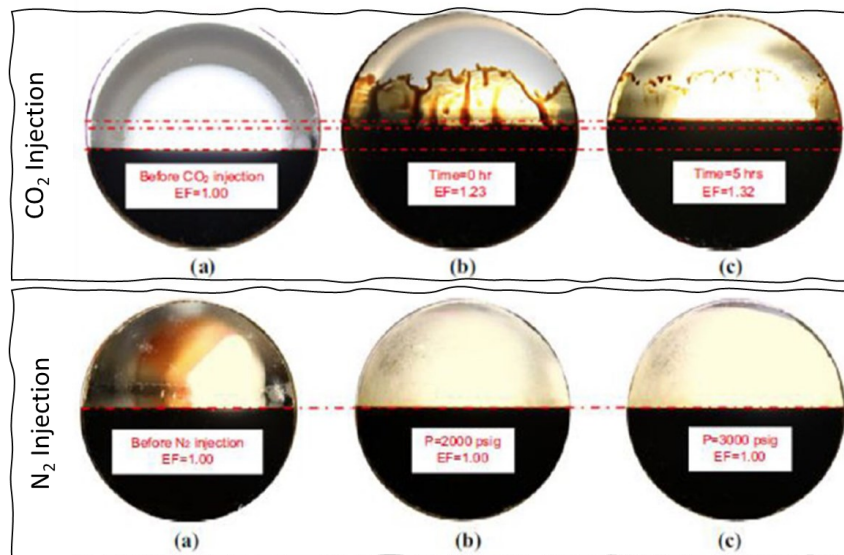 CO₂ Injection
Before CO₂ injection
EF=1.00
Time=0 hr
EF=1.23
Time=5 hrs
EF=1.32
(a)
(b)
(c)
N₂ Injection
Before N₂ injection
EF=1.00
P=2000 psig
EF=1.00
P=3000 psig
EF=1.00
(a)
(b)
(c)